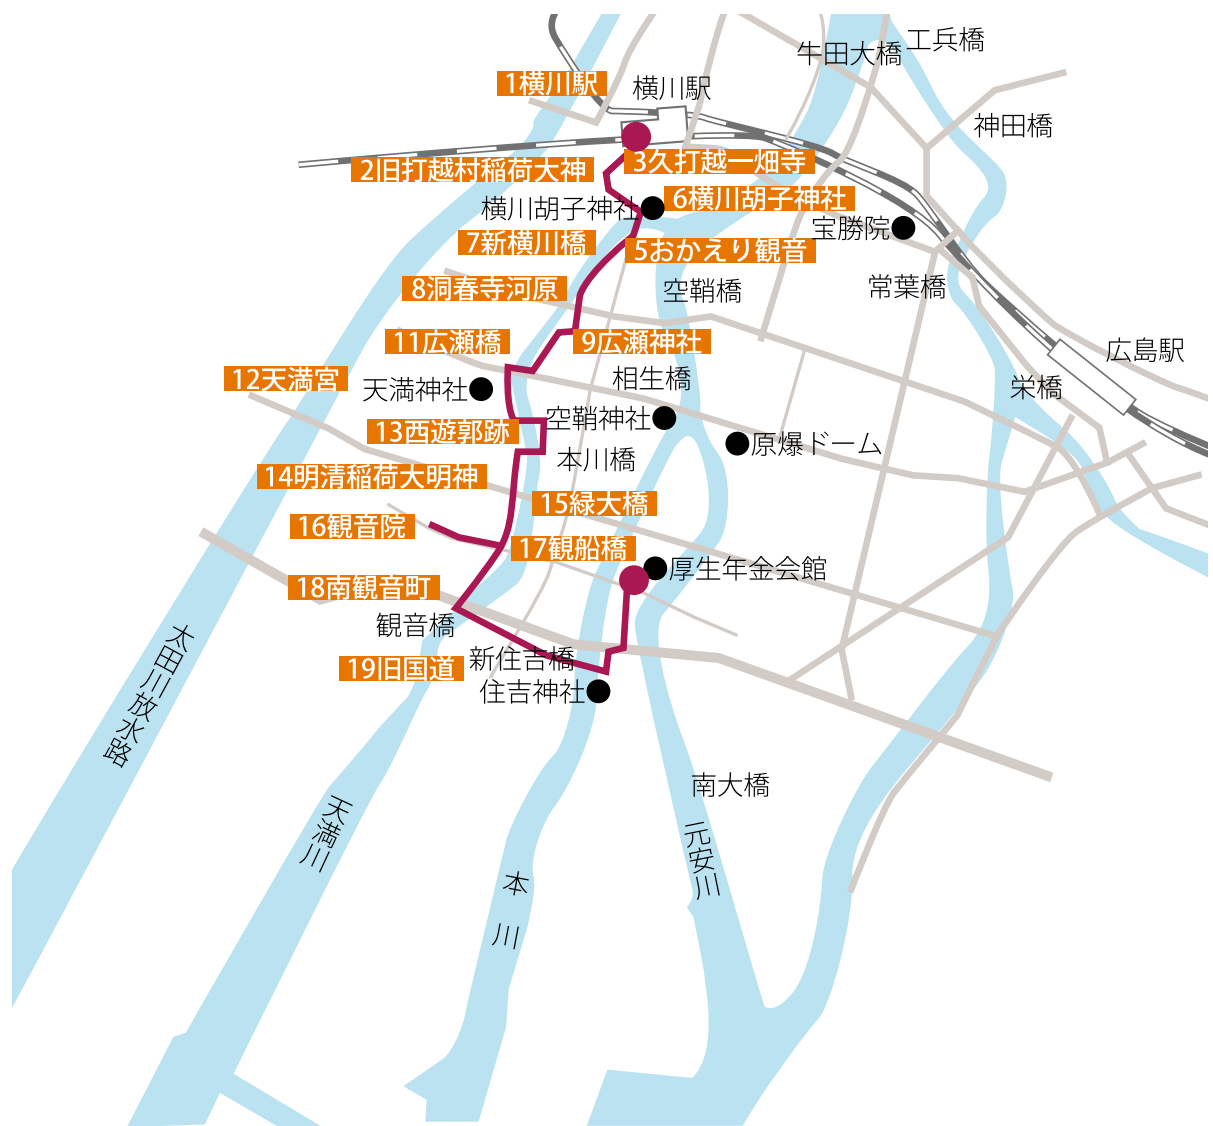 工兵橋
牛田大橋
1横川駅
横川駅
神田橋
3久打越一畑寺
2旧打越村稲荷大神
6横川胡子神社
横川胡子神社
宝勝院
7新横川橋
5おかえり観音
8洞春寺河原
空鞘橋
常葉橋
11広瀬橋
9広瀬神社
広島駅
12天満宮
相生橋
天満神社
栄橋
空鞘神社
13西遊郭跡
原爆ドーム
本川橋
14明清稲荷大明神
15緑大橋
16観音院
17観船橋
厚生年金会館
18南観音町
観音橋
太田川放水路
新住吉橋
19旧国道
住吉神社
南大橋
天満川
元安川
本川